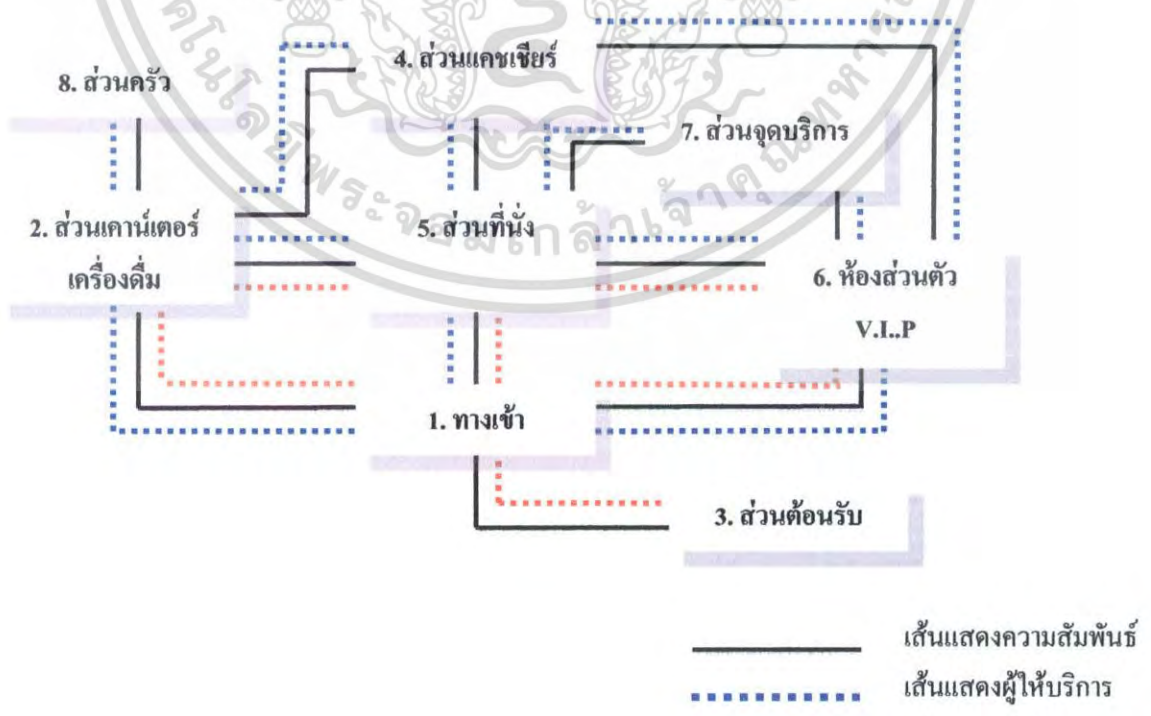 4. ส่วนแคชเชียร์
8. ส่วนครัว
7. ส่วนจุดบริการ
2. ส่วนเคาน์เตอร์
เครื่องดื่ม
5. ส่วนที่นั่ง
6. ห้องส่วนตัว
V.I..P
1. ทางเข้า
3. ส่วนต้อนรับ
เส้นแสดงความสัมพันธ์
เส้นแสดงผู้ให้บริการ